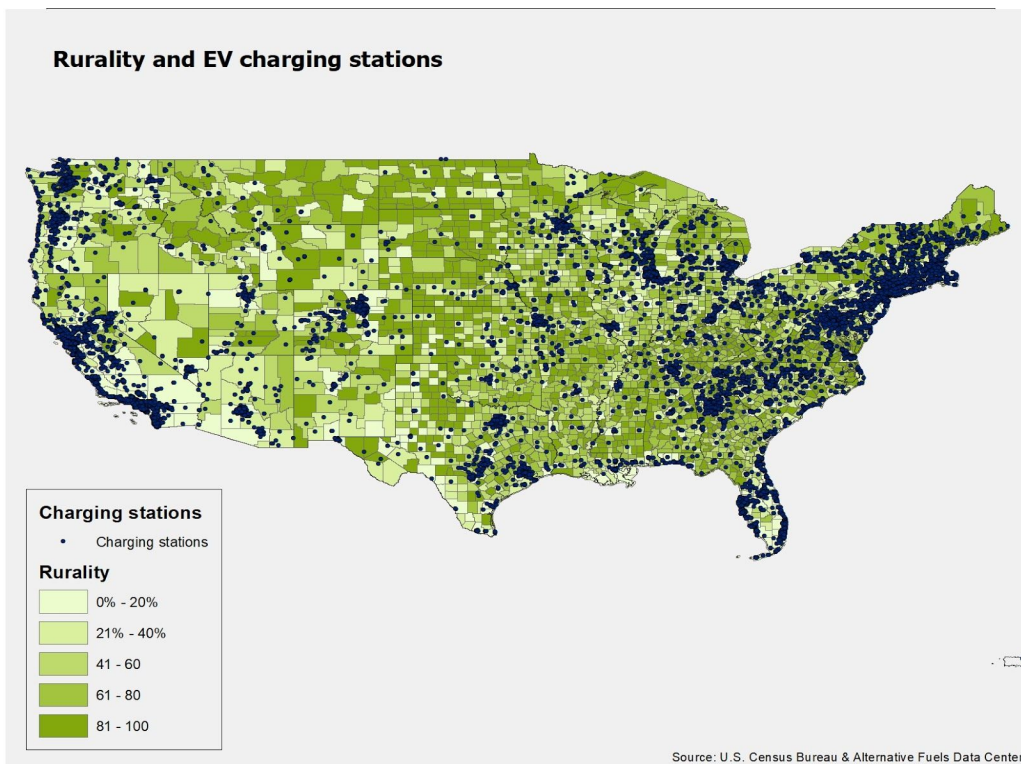 Rurality and EV charging stations
Charging stations
Charging stations
Rurality
0% - 20%
21% - 40%
41 - 60
61 - 80
81 - 100
Source: U.S. Census Bureau & Alternative Fuels Data Center